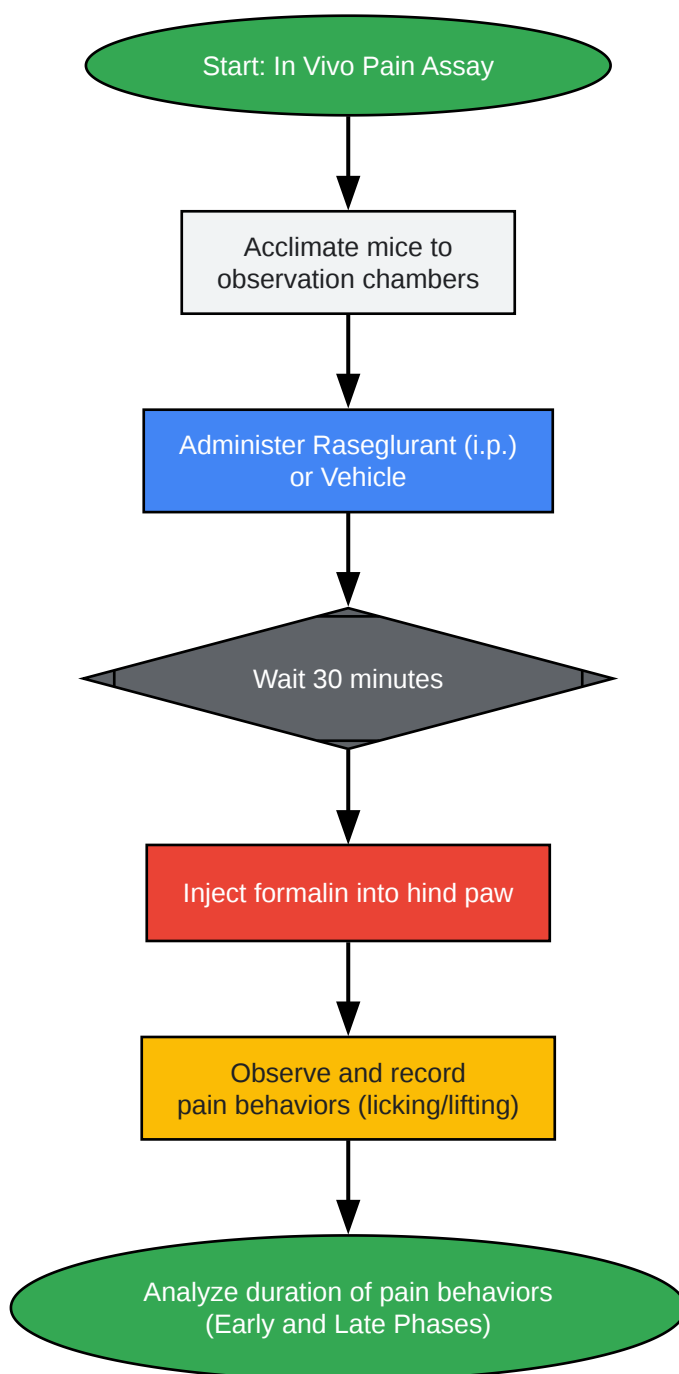 Start: In Vivo Pain Assay
Acclimate mice to
observation chambers
Administer Raseglurant (i.p.)
or Vehicle
Wait 30 minutes
Inject formalin into hind paw
Observe and record
pain behaviors (licking/lifting)
Analyze duration of pain behaviors
(Early and Late Phases)